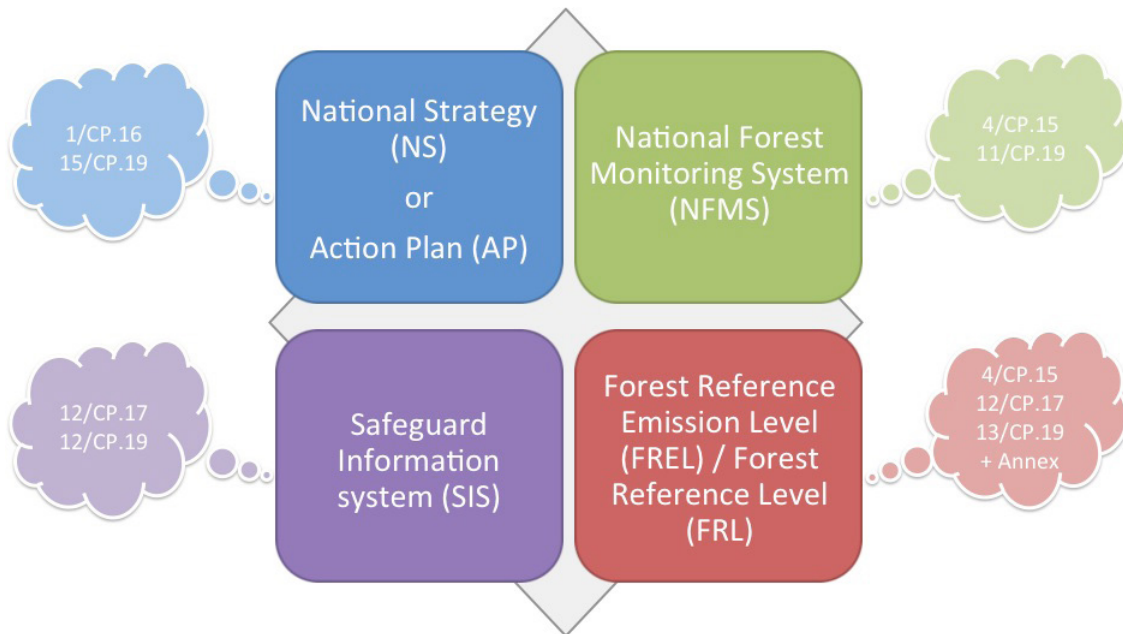 1/CP.16
15/CP.19
National Strategy
(NS)
or
Action Plan (AP)
National Forest
Monitoring System
(NFMS)
4/CP.15
11/CP.19
12/CP.17
12/CP.19
Safeguard
Information
system (SIS)
Forest Reference
Emission Level
(FREL) / Forest
Reference Level
(FRL)
4/CP.15
12/CP.17
13/CP.19
+ Annex